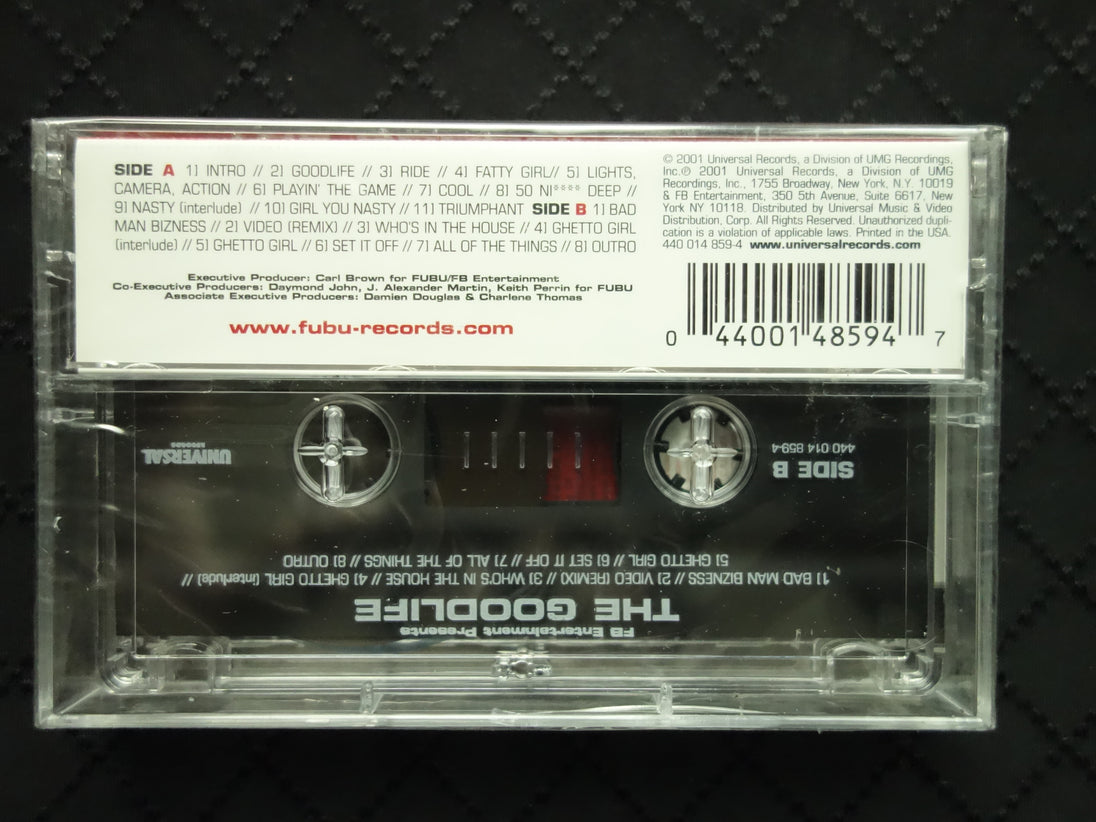 SIDE A 1) INTRO // 2) GOODLIFE // 3) RIDE // 4) FATTY GIRL// 5) LIGHTS,
CAMERA, ACTION // 6) PLAYIN' THE GAME // 7) COOL // 8) 50 NI**** DEEP //
9) NASTY (interlude) // 10) GIRL YOU NASTY // 11) TRIUMPHANT SIDE B 1) BAD
MAN BIZNESS // 2) VIDEO (REMIX) // 3) WHO'S IN THE HOUSE // 4) GHETTO GIRL
(interlude) // 5) GHETTO GIRL // 6) SET IT OFF // 7) ALL OF THE THINGS // 8) OUTRO
Executive Producer: Carl Brown for FUBU/FB Entertainment
Co-Executive Producers: Daymond John, J. Alexander Martin, Keith Perrin for FUBU
Associate Executive Producers: Damien Douglas & Charlene Thomas
www.fubu-records.com
© 2001 Universal Records, a Division of UMG Recordings,
Inc.℗ 2001 Universal Records, a Division of UMG
Recordings, Inc., 1755 Broadway, New York, N.Y. 10019
& FB Entertainment, 350 5th Avenue, Suite 6617, New
York NY 10118. Distributed by Universal Music & Video
Distribution, Corp. All Rights Reserved. Unauthorized dupli-
cation is a violation of applicable laws. Printed in the USA.
440 014 859-4 www.universalrecords.com
0 44001 48594 7
FB Entertainment Presents
THE GOODLIFE
1) BAD MAN BIZNESS // 2) VIDEO (REMIX) // 3) WHO'S IN THE HOUSE // 4) GHETTO GIRL (interlude) //
5) GHETTO GIRL // 6) SET IT OFF // 7) ALL OF THE THINGS // 8) OUTRO
SIDE B
440 014 859-4
UNIVERSAL
RECORDS